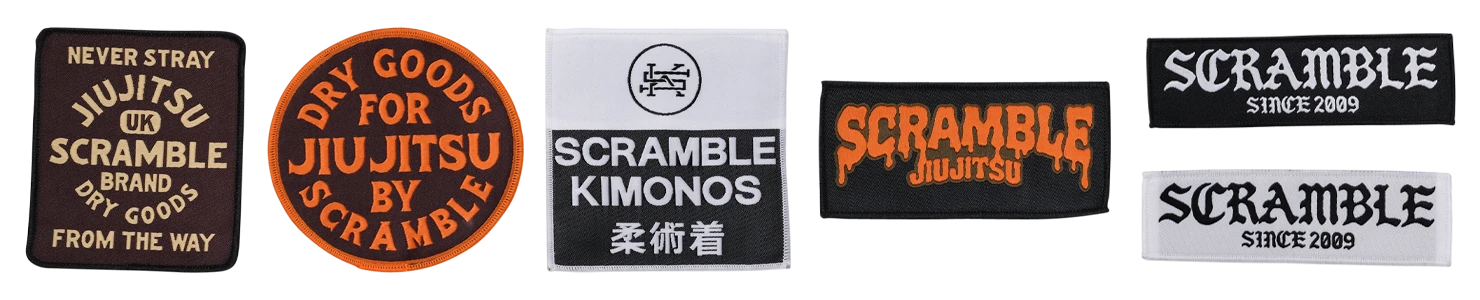 NEVER STRAY
JIUJITSU
UK
SCRAMBLE
BRAND
DRY GOODS
FROM THE WAY
DRY GOODS
FOR
JIUJITSU
BY
SCRAMBLE
SCRAMBLE
KIMONOS
柔術着
SCRAMBLE
JIUJITSU
SCRAMBLE
SINCE 2009
SCRAMBLE
SINCE 2009